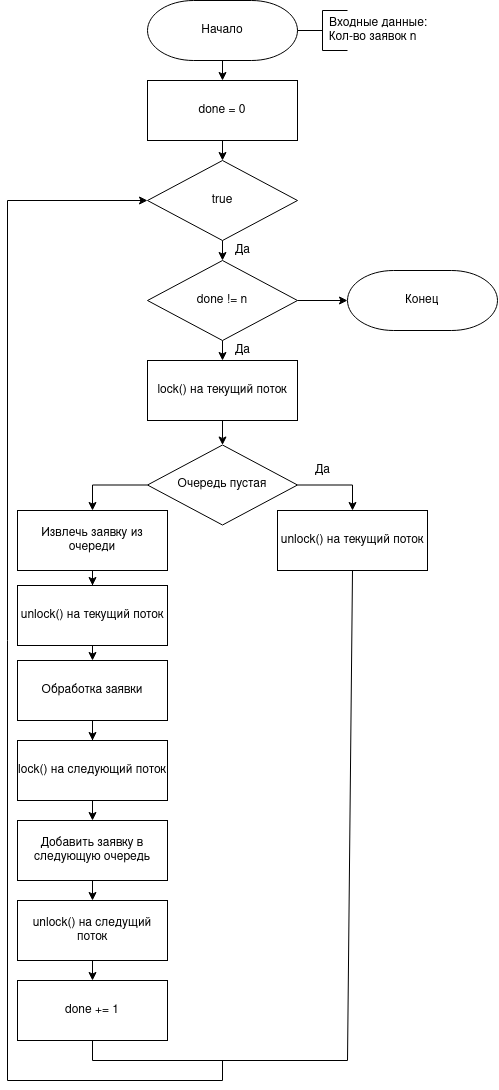 Начало
Входные данные:
Кол-во заявок n
done = 0
true
Да
done != n
Конец
Да
lock() на текущий поток
Очередь пустая
Да
Извлечь заявку из
очереди
unlock() на текущий поток
unlock() на текущий поток
Обработка заявки
lock() на следующий поток
Добавить заявку в
следующую очередь
unlock() на следущий
поток
done += 1